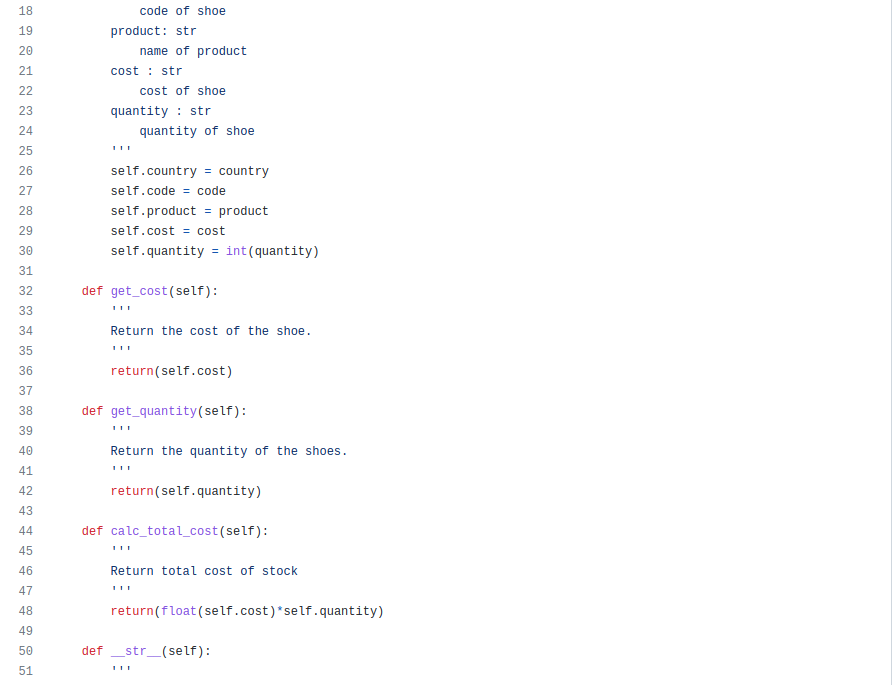 18 code of shoe
19 product: str
20 name of product
21 cost : str
22 cost of shoe
23 quantity : str
24 quantity of shoe
25 '''
26 self.country = country
27 self.code = code
28 self.product = product
29 self.cost = cost
30 self.quantity = int(quantity)
31
32 def get_cost(self):
33 '''
34 Return the cost of the shoe.
35 '''
36 return(self.cost)
37
38 def get_quantity(self):
39 '''
40 Return the quantity of the shoes.
41 '''
42 return(self.quantity)
43
44 def calc_total_cost(self):
45 '''
46 Return total cost of stock
47 '''
48 return(float(self.cost)*self.quantity)
49
50 def __str__(self):
51 '''